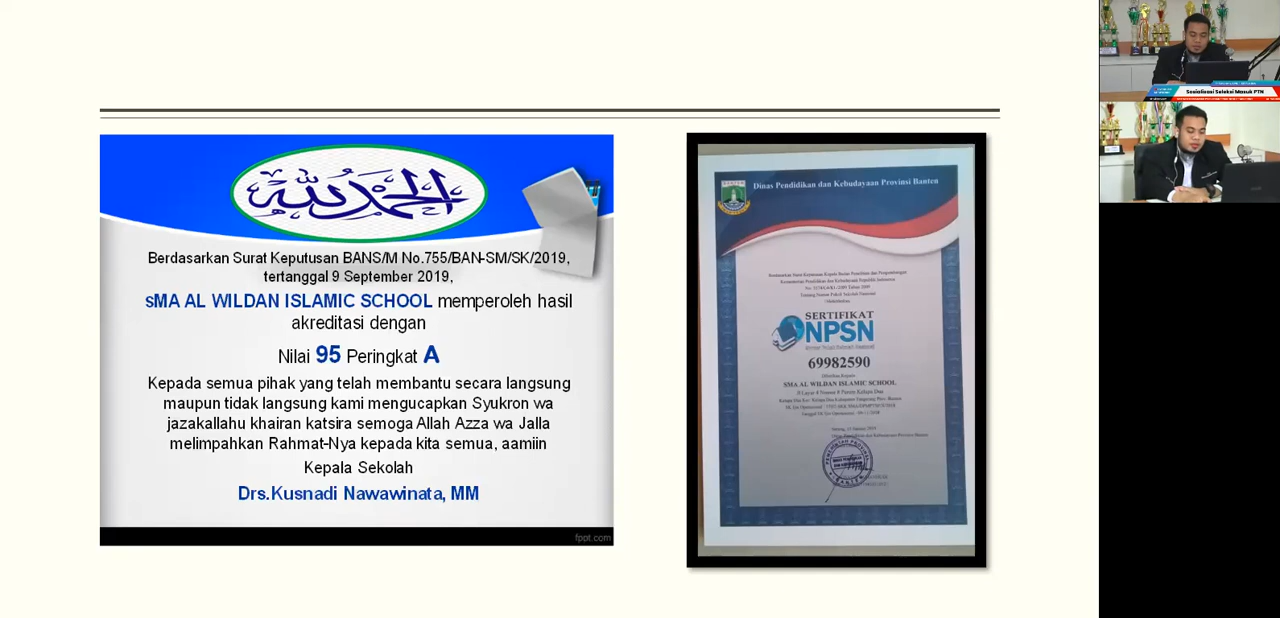 الحمد لله
Berdasarkan Surat Keputusan BANS/M No.755/BAN-SM/SK/2019,
tertanggal 9 September 2019,
sMA AL WILDAN ISLAMIC SCHOOL memperoleh hasil
akreditasi dengan
Nilai 95 Peringkat A
Kepada semua pihak yang telah membantu secara langsung
maupun tidak langsung kami mengucapkan Syukron wa
jazakallahu khairan katsira semoga Allah Azza wa Jalla
melimpahkan Rahmat-Nya kepada kita semua, aamiin
Kepala Sekolah
Drs.Kusnadi Nawawinata, MM
fppt.com
Dinas Pendidikan dan Kebudayaan Provinsi Banten
SERTIFIKAT
NPSN
69982590
SMA AL WILDAN ISLAMIC SCHOOL
Sosialisasi Seleksi Masuk PTN